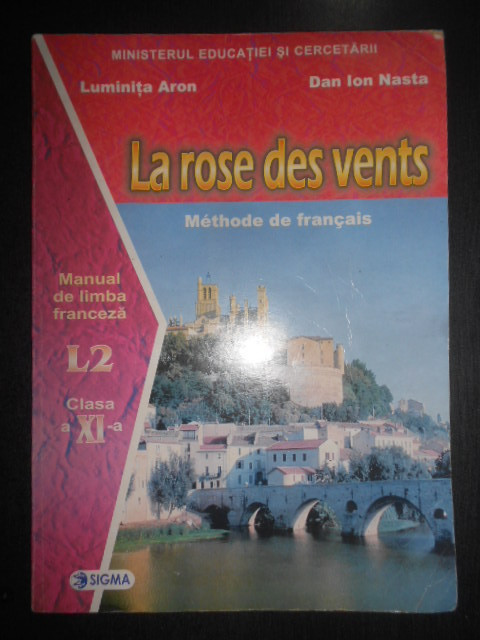 MINISTERUL EDUCAȚIEI ȘI CERCETĂRII
Luminița Aron
Dan Ion Nasta
La rose des vents
Méthode de français
Manual
de limba
franceză
L2
Clasa
a XI-a
SIGMA